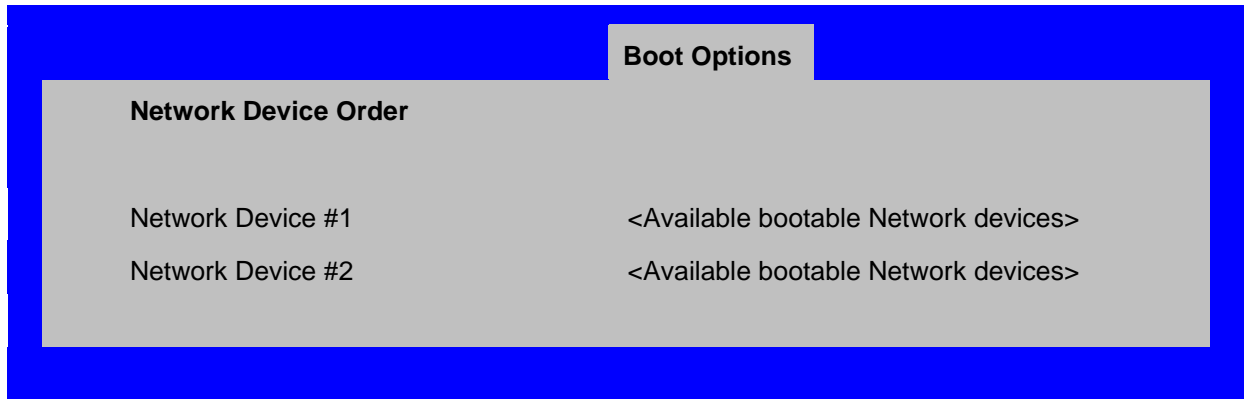 Boot Options
Network Device Order
Network Device #1 <Available bootable Network devices>
Network Device #2 <Available bootable Network devices>